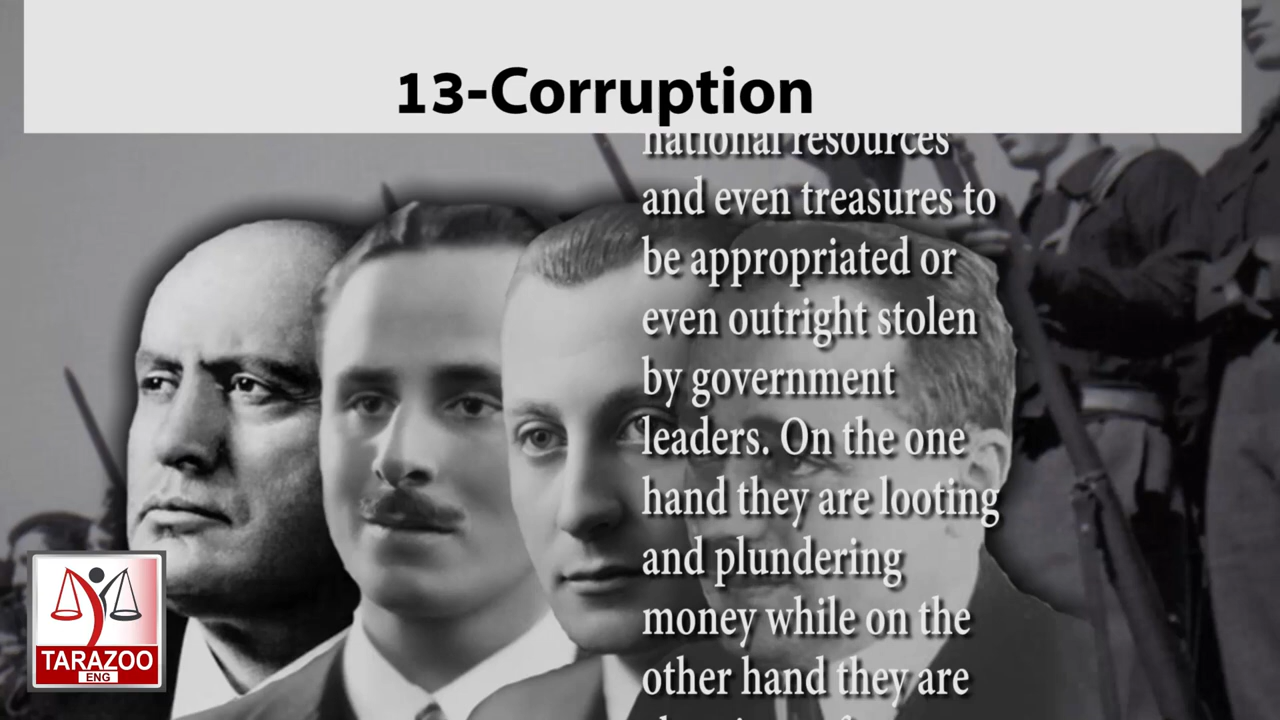 13-Corruption
national resources
and even treasures to
be appropriated or
even outright stolen
by government
leaders. On the one
hand they are looting
and plundering
money while on the
other hand they are
TARAZOO
ENG